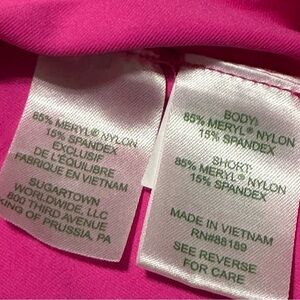 85% MERYL® NYLON
15% SPANDEX
EXCLUSIF
DE L'ÉQUILIBRE
FABRIQUE EN VIETNAM
SUGARTOWN
WORLDWIDE, LLC
800 THIRD AVENUE
KING OF PRUSSIA, PA
BODY:
85% MERYL® NYLON
15% SPANDEX
SHORT:
85% MERYL® NYLON
15% SPANDEX
MADE IN VIETNAM
RN#88189
SEE REVERSE
FOR CARE